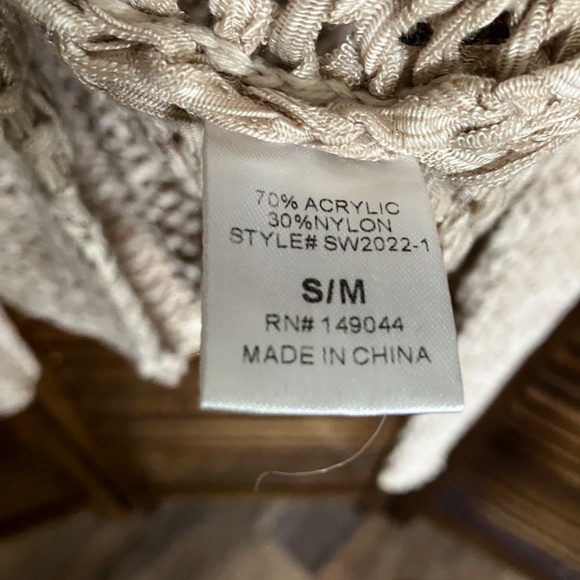 70% ACRYLIC
30%NYLON
STYLE# SW2022-1
S/M
RN# 149044
MADE IN CHINA